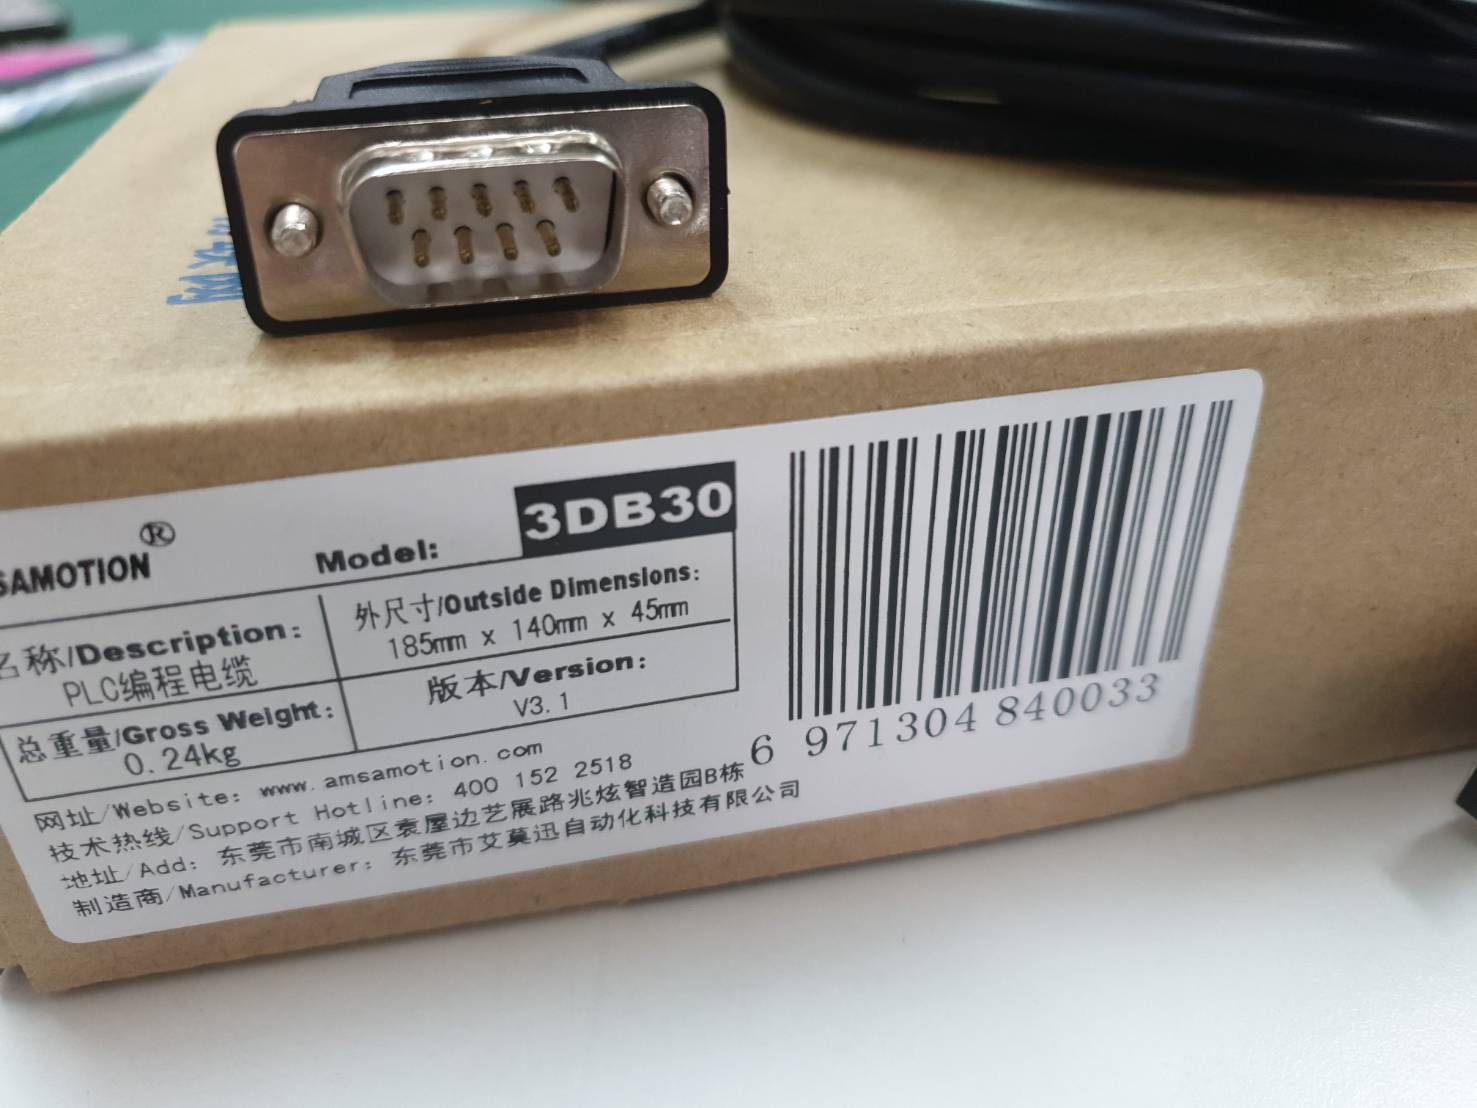 SAMOTION®
Model: 3DB30
名称/Description:
PLC编程电缆
外尺寸/Outside Dimensions:
185mm x 140mm x 45mm
总重量/Gross Weight:
0.24kg
版本/Version:
V3.1
网址/Website: www.amsamotion.com
技术热线/Support Hotline: 400 152 2518
地址/Add: 东莞市南城区袁屋边艺展路兆炫智造园B栋
制造商/Manufacturer: 东莞市艾莫迅自动化科技有限公司
6 971304 840033